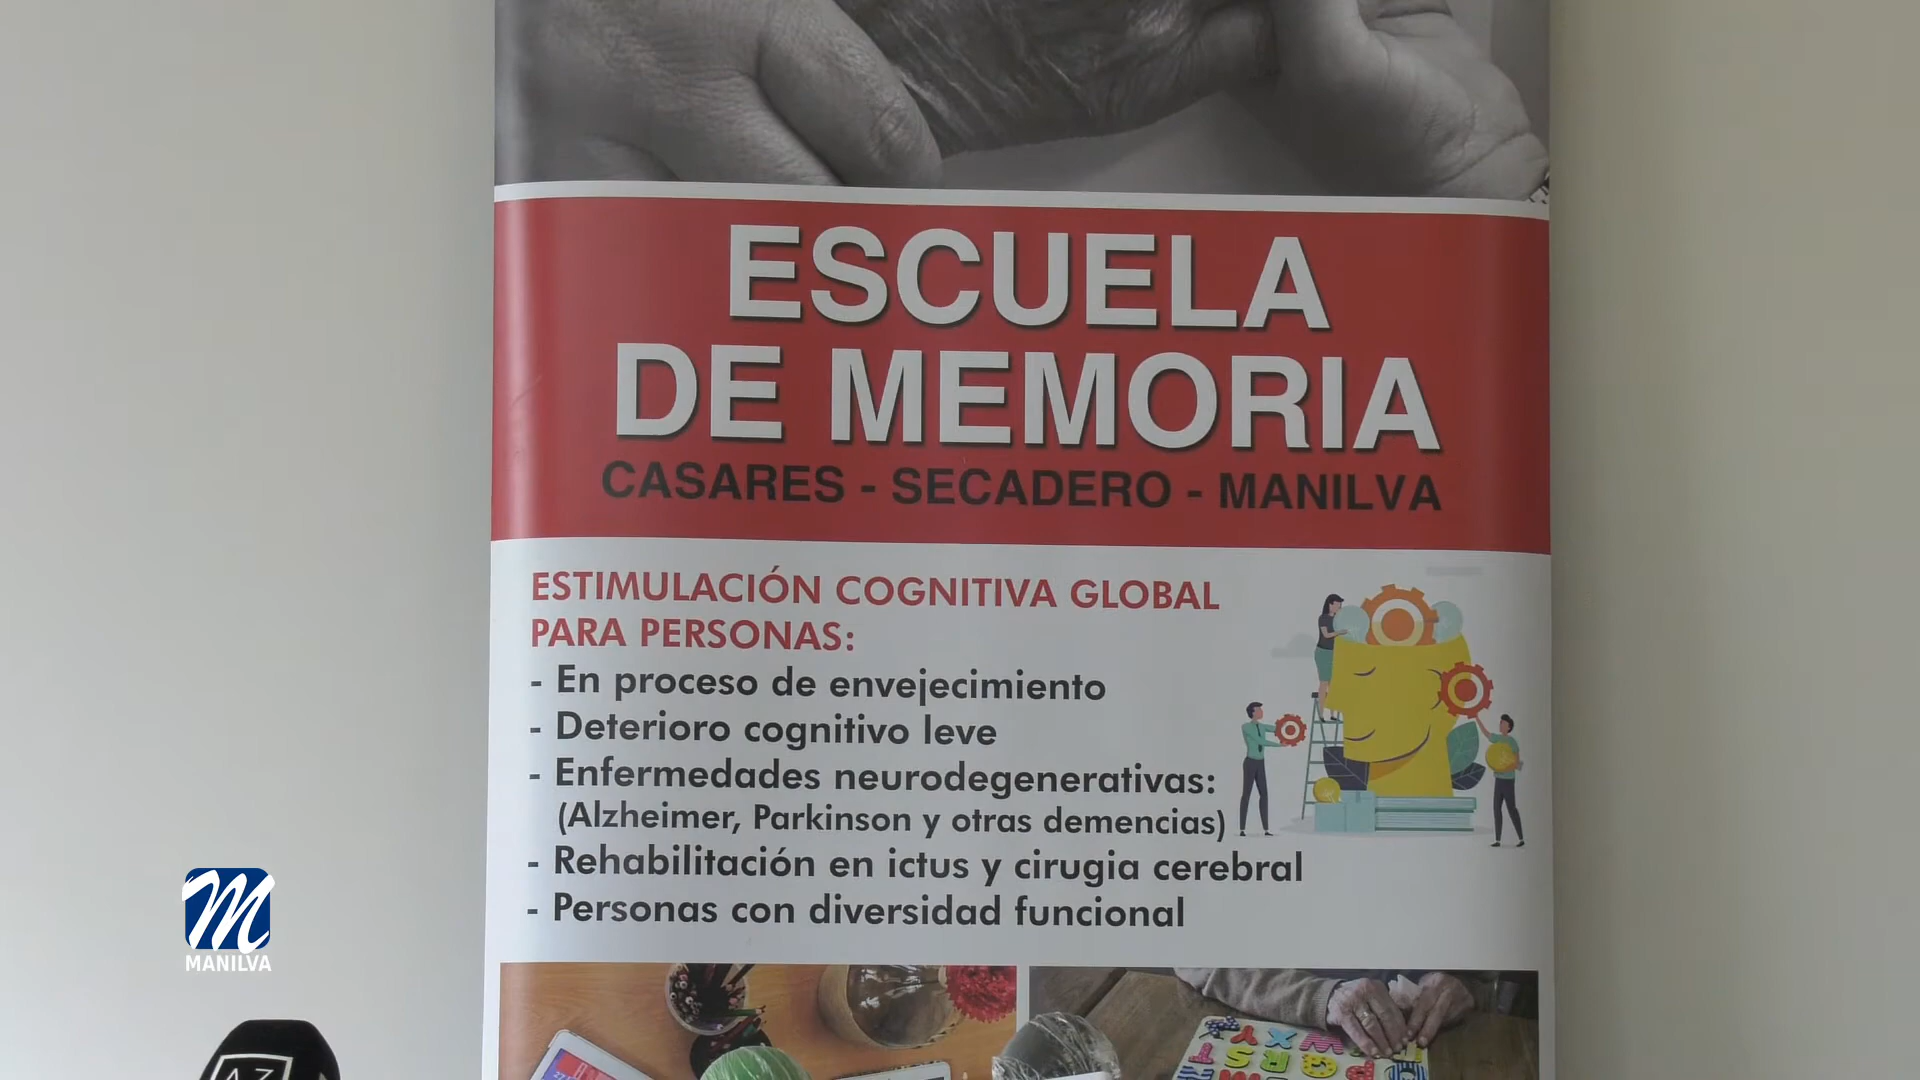 ESCUELA
DE MEMORIA
CASARES - SECADERO - MANILVA
ESTIMULACIÓN COGNITIVA GLOBAL
PARA PERSONAS:
- En proceso de envejecimiento
- Deterioro cognitivo leve
- Enfermedades neurodegenerativas:
(Alzheimer, Parkinson y otras demencias)
- Rehabilitación en ictus y cirugia cerebral
- Personas con diversidad funcional
M
MANILVA